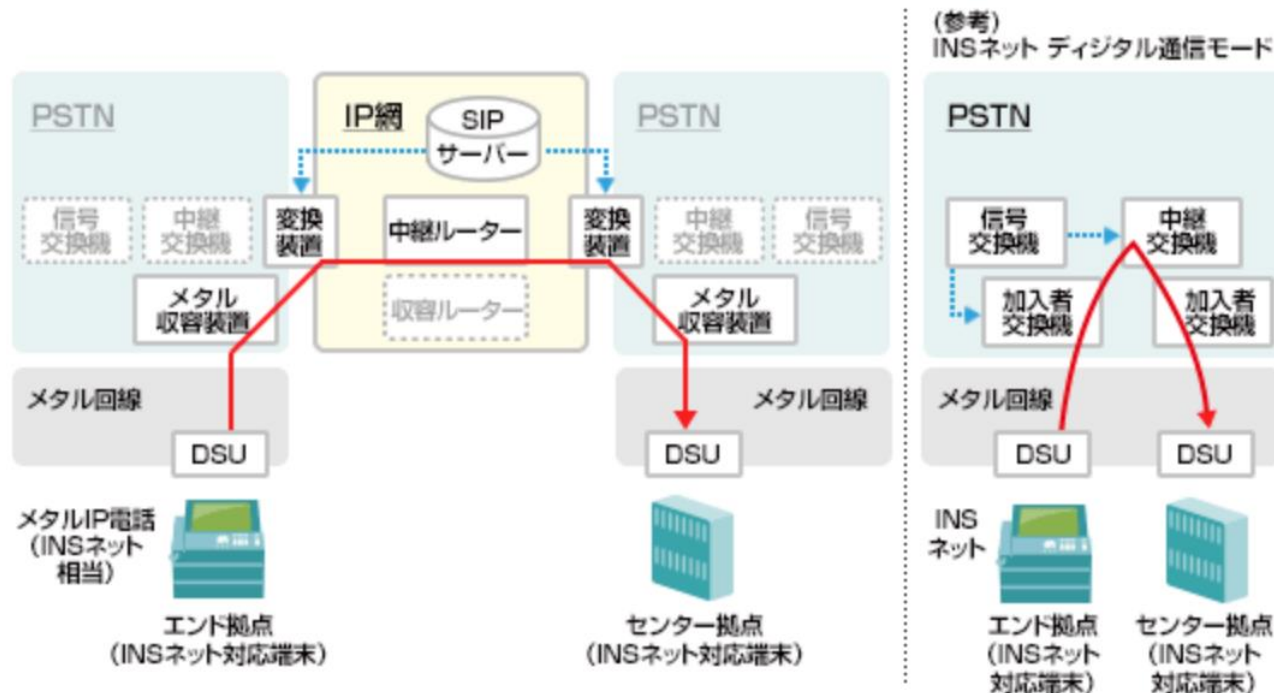 (参考)
INSネット ディジタル通信モード
PSTN
IP網
SIP
サーバー
PSTN
信号
交換機
中継
交換機
変換
装置
中継ルーター
変換
装置
中継
交換機
信号
交換機
メタル
収容装置
収容ルーター
メタル
収容装置
メタル回線
メタル回線
DSU
DSU
メタルIP電話
(INSネット
相当)
エンド拠点
(INSネット対応端末)
センター拠点
(INSネット対応端末)
PSTN
信号
交換機
中継
交換機
加入者
交換機
加入者
交換機
メタル回線
DSU
DSU
INS
ネット
エンド拠点
(INSネット
対応端末)
センター拠点
(INSネット
対応端末)